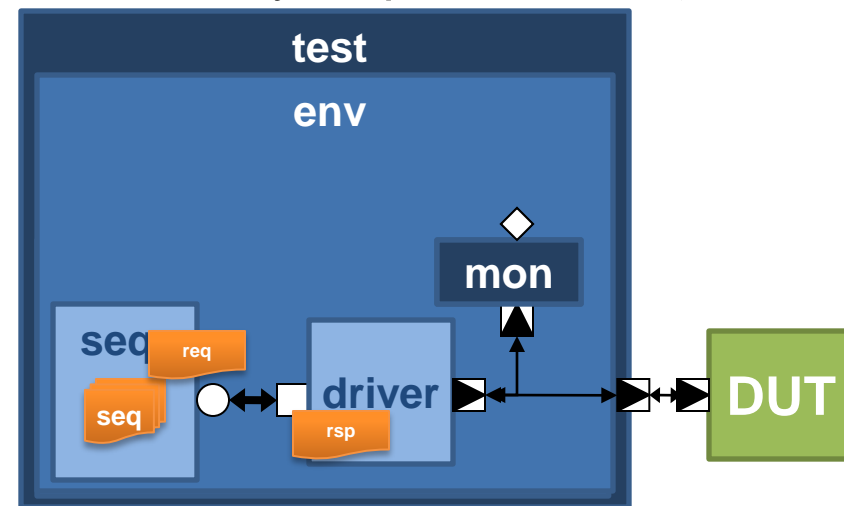 test
env
mon
seq
req
seq
driver
rsp
DUT